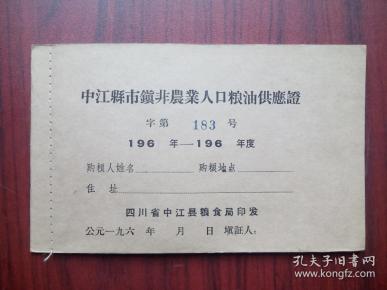 中江縣市鎭非農業人口粮油供應證
字第 183 号
196 年—196 年度
购粮人姓名 购粮地点
住 址
四川省中江县粮食局印发
公元一九六 年 月 日 填証人：
孔夫子旧书网